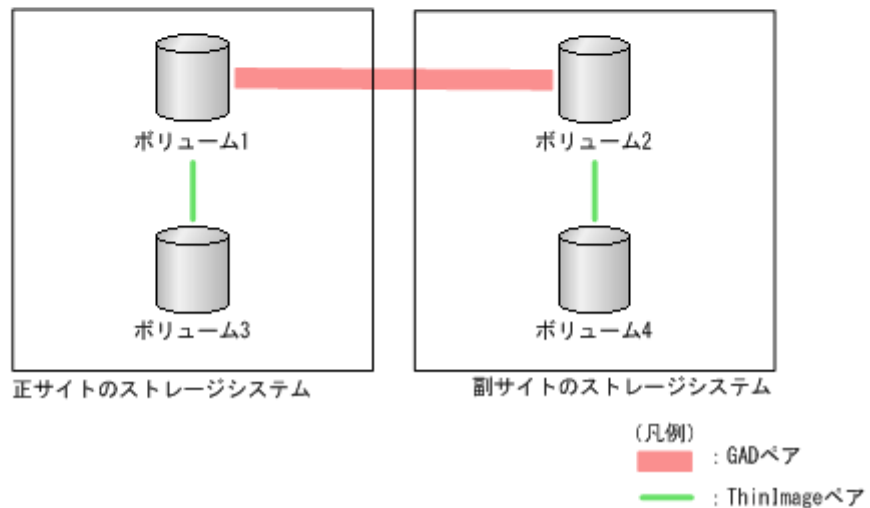 ボリューム1
ボリューム2
ボリューム3
ボリューム4
正サイトのストレージシステム
副サイトのストレージシステム
(凡例)
: GADペア
: ThinImageペア